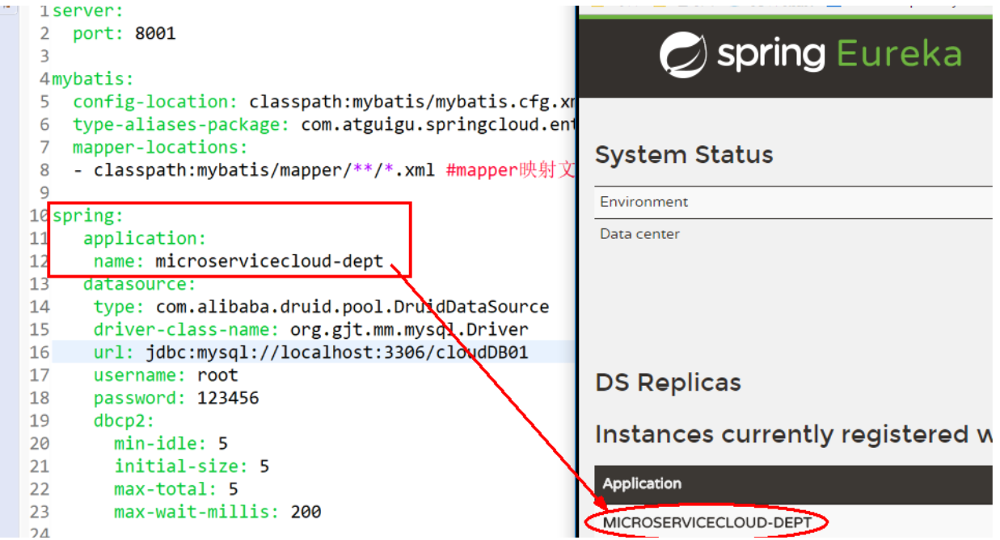 1 server:
2 port: 8001
3
4 mybatis:
5 config-location: classpath:mybatis/mybatis.cfg.xm
6 type-aliases-package: com.atguigu.springcloud.ent
7 mapper-locations:
8 - classpath:mybatis/mapper/**/*.xml #mapper映射文
9
10 spring:
11 application:
12 name: microservicecloud-dept
13 datasource:
14 type: com.alibaba.druid.pool.DruidDataSource
15 driver-class-name: org.gjt.mm.mysql.Driver
16 url: jdbc:mysql://localhost:3306/cloudDB01
17 username: root
18 password: 123456
19 dbcp2:
20 min-idle: 5
21 initial-size: 5
22 max-total: 5
23 max-wait-millis: 200
24
spring Eureka
System Status
Environment
Data center
DS Replicas
Instances currently registered w
Application
MICROSERVICECLOUD-DEPT